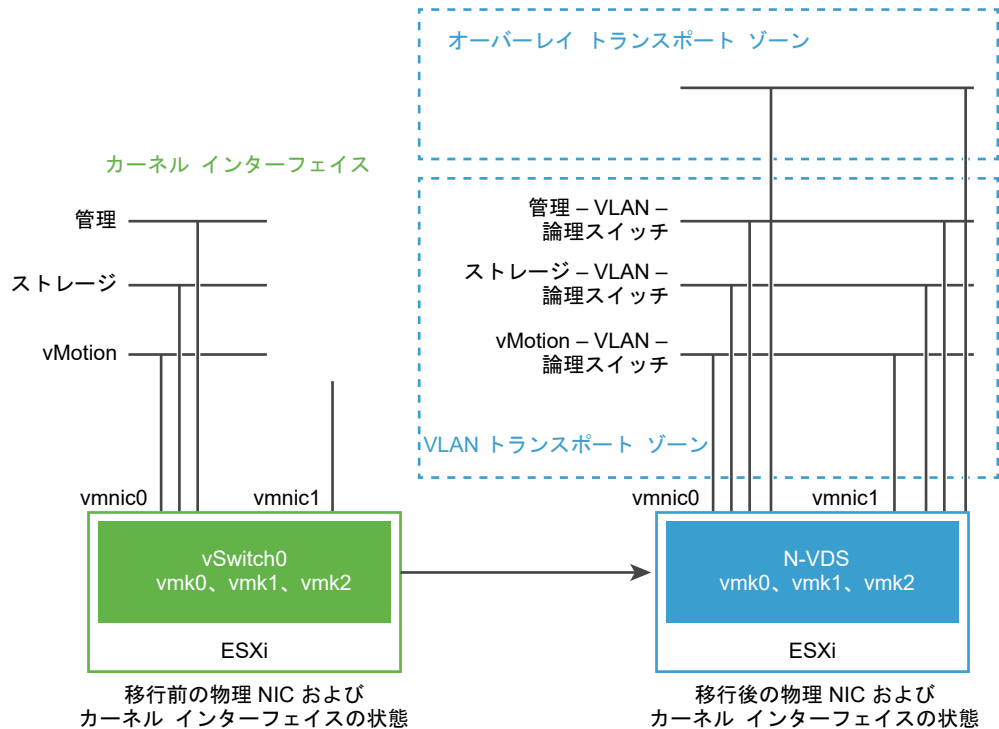 オーバーレイ トランスポート ゾーン
カーネル インターフェイス
管理
ストレージ
vMotion
管理 – VLAN –
論理スイッチ
ストレージ – VLAN –
論理スイッチ
vMotion – VLAN –
論理スイッチ
VLAN トランスポート ゾーン
vmnic0
vmnic1
vSwitch0
vmk0、vmk1、vmk2
ESXi
移行前の物理 NIC および
カーネル インターフェイスの状態
vmnic0
vmnic1
N-VDS
vmk0、vmk1、vmk2
ESXi
移行後の物理 NIC および
カーネル インターフェイスの状態